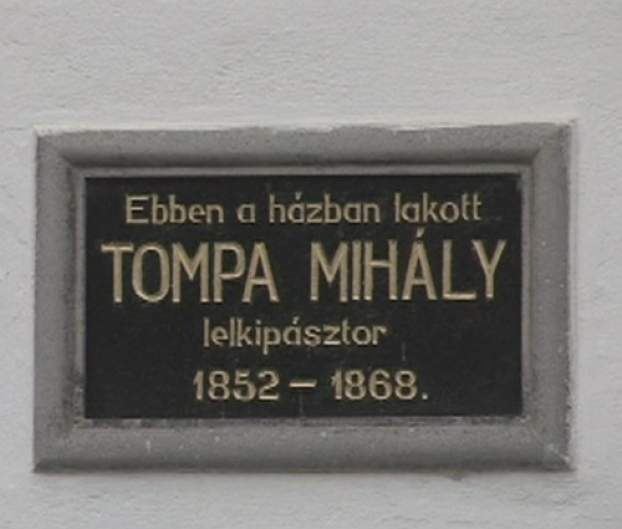 Ebben a házban lakott
TOMPA MIHÁLY
lelkipásztor
1852 – 1868.